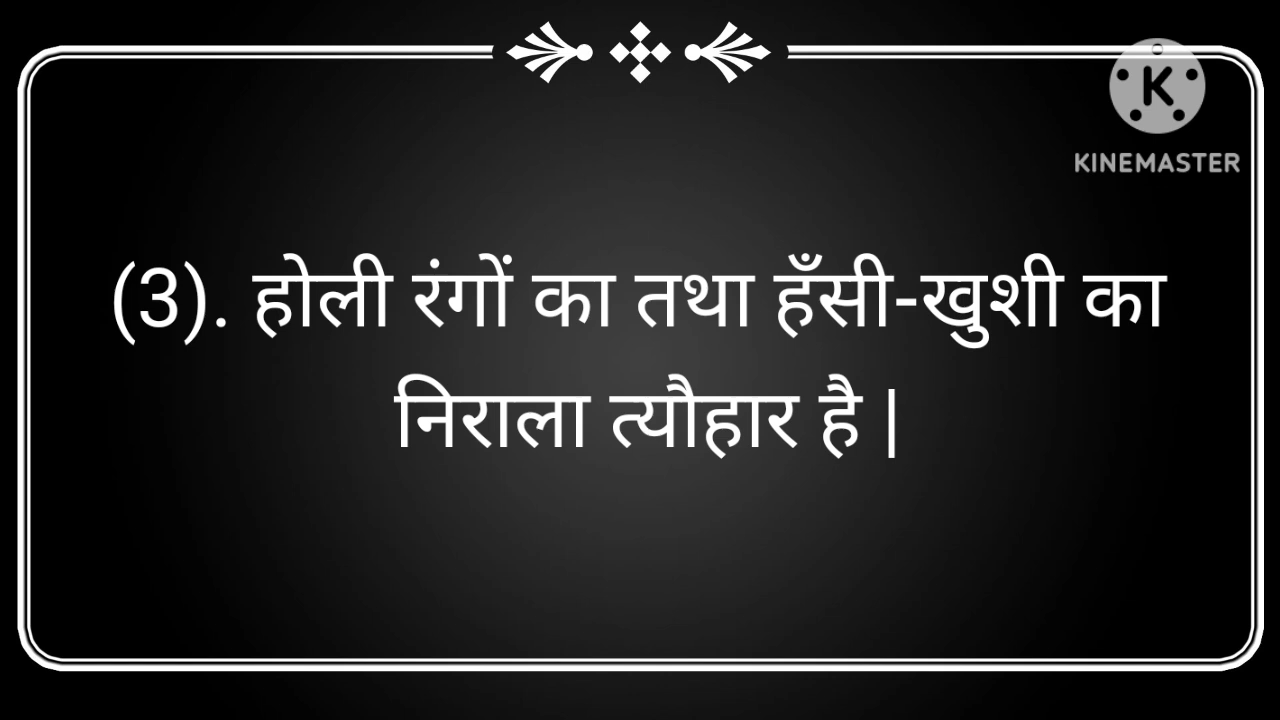 K
KINEMASTER
(3). होली रंगों का तथा हँसी-खुशी का
निराला त्यौहार है |